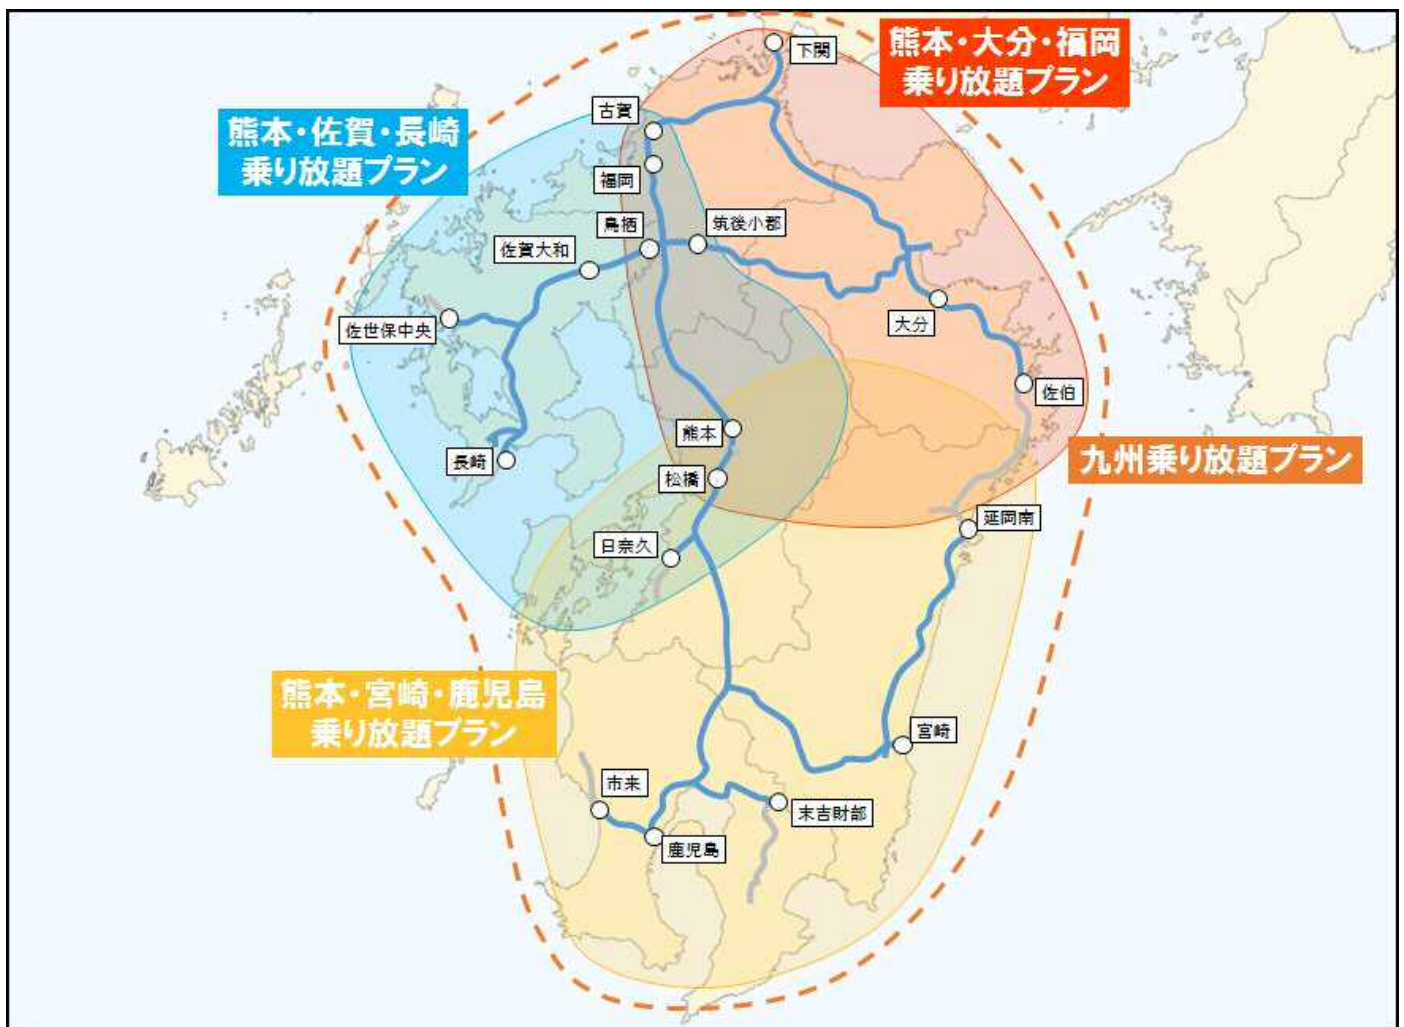 熊本・大分・福岡
乗り放題プラン
下関
古賀
熊本・佐賀・長崎
乗り放題プラン
福岡
鳥栖
筑後小郡
佐賀大和
佐世保中央
大分
佐伯
熊本
長崎
九州乗り放題プラン
松橋
延岡南
日奈久
熊本・宮崎・鹿児島
乗り放題プラン
宮崎
市来
末吉財部
鹿児島